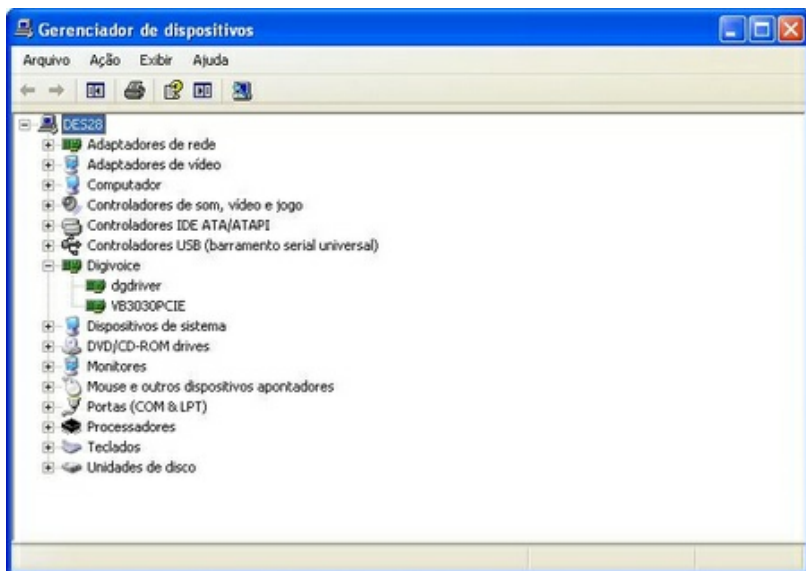 Gerenciador de dispositivos
Arquivo Ação Exibir Ajuda
DES28
Adaptadores de rede
Adaptadores de vídeo
Computador
Controladores de som, vídeo e jogo
Controladores IDE ATA/ATAPI
Controladores USB (barramento serial universal)
Digivoice
dgdriver
VB3030PCIE
Dispositivos de sistema
DVD/CD-ROM drives
Monitores
Mouse e outros dispositivos apontadores
Portas (COM & LPT)
Processadores
Teclados
Unidades de disco